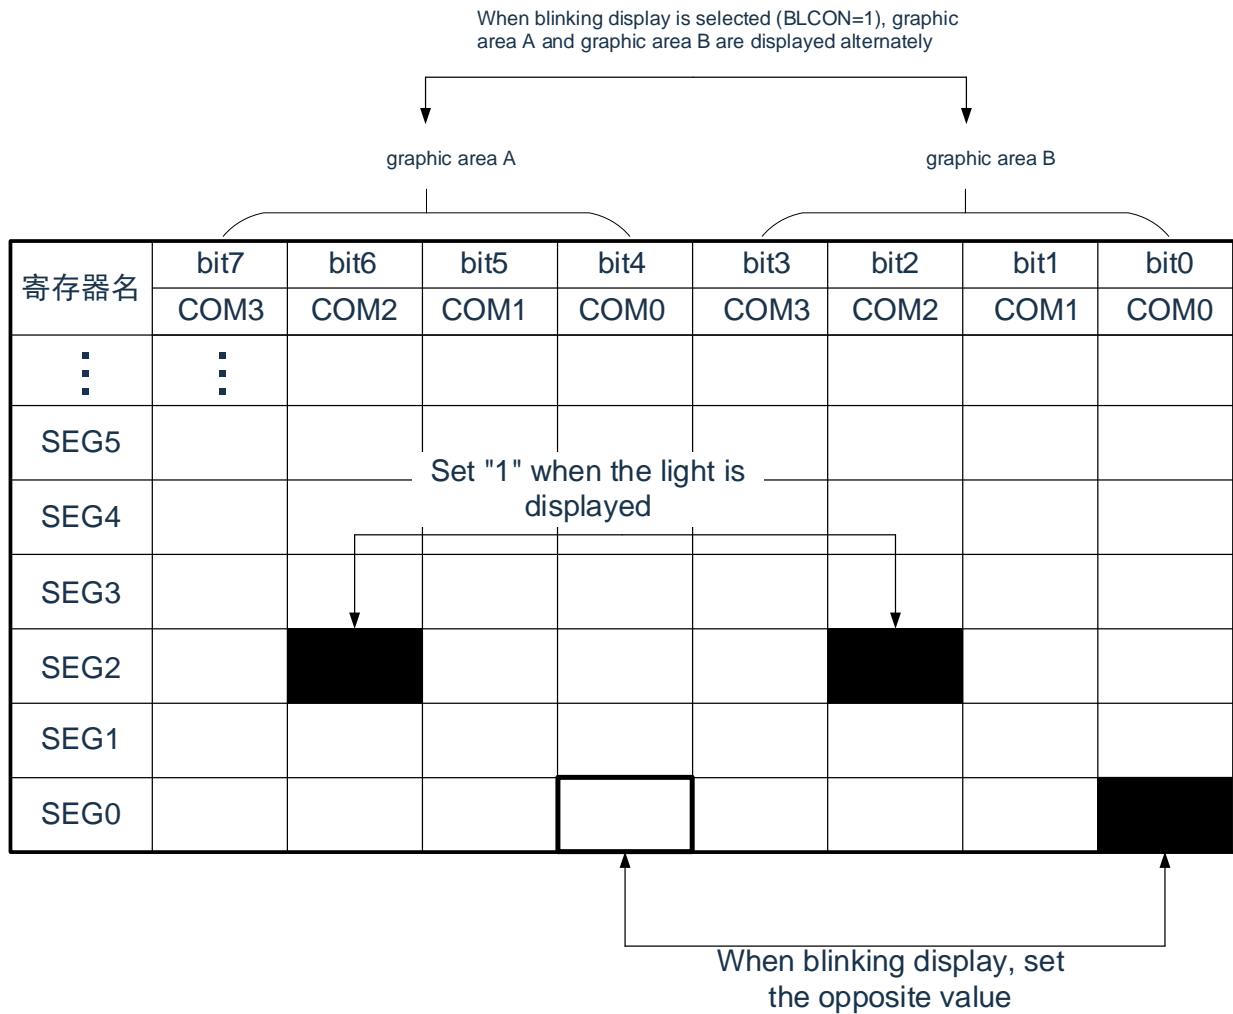 When blinking display is selected (BLCON=1), graphic
area A and graphic area B are displayed alternately
graphic area A
graphic area B
寄存器名
bit7
bit6
bit5
bit4
bit3
bit2
bit1
bit0
COM3
COM2
COM1
COM0
COM3
COM2
COM1
COM0
SEG5
Set "1" when the light is
displayed
SEG4
SEG3
SEG2
SEG1
SEG0
When blinking display, set
the opposite value